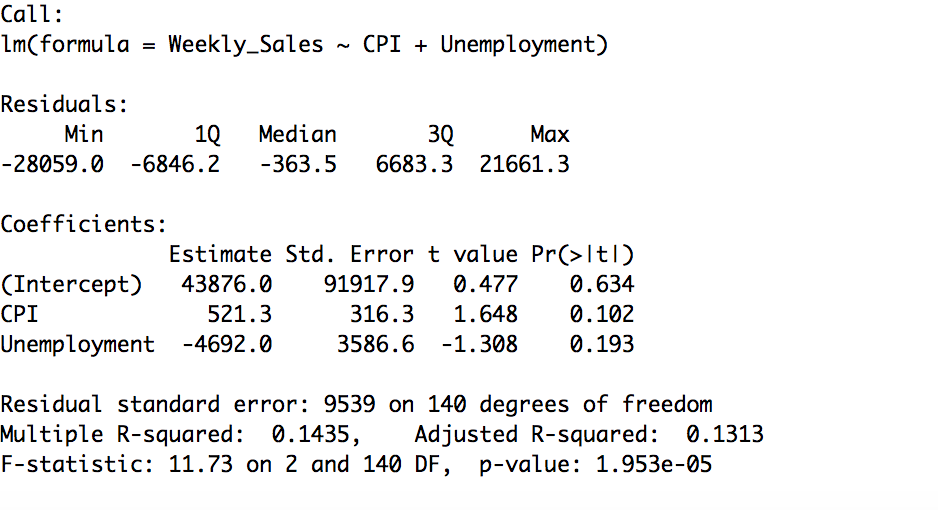 Call:
lm(formula = Weekly_Sales ~ CPI + Unemployment)
Residuals:
Min 1Q Median 3Q Max
-28059.0 -6846.2 -363.5 6683.3 21661.3
Coefficients:
Estimate Std. Error t value Pr(>|t|)
(Intercept) 43876.0 91917.9 0.477 0.634
CPI 521.3 316.3 1.648 0.102
Unemployment -4692.0 3586.6 -1.308 0.193
Residual standard error: 9539 on 140 degrees of freedom
Multiple R-squared: 0.1435, Adjusted R-squared: 0.1313
F-statistic: 11.73 on 2 and 140 DF, p-value: 1.953e-05